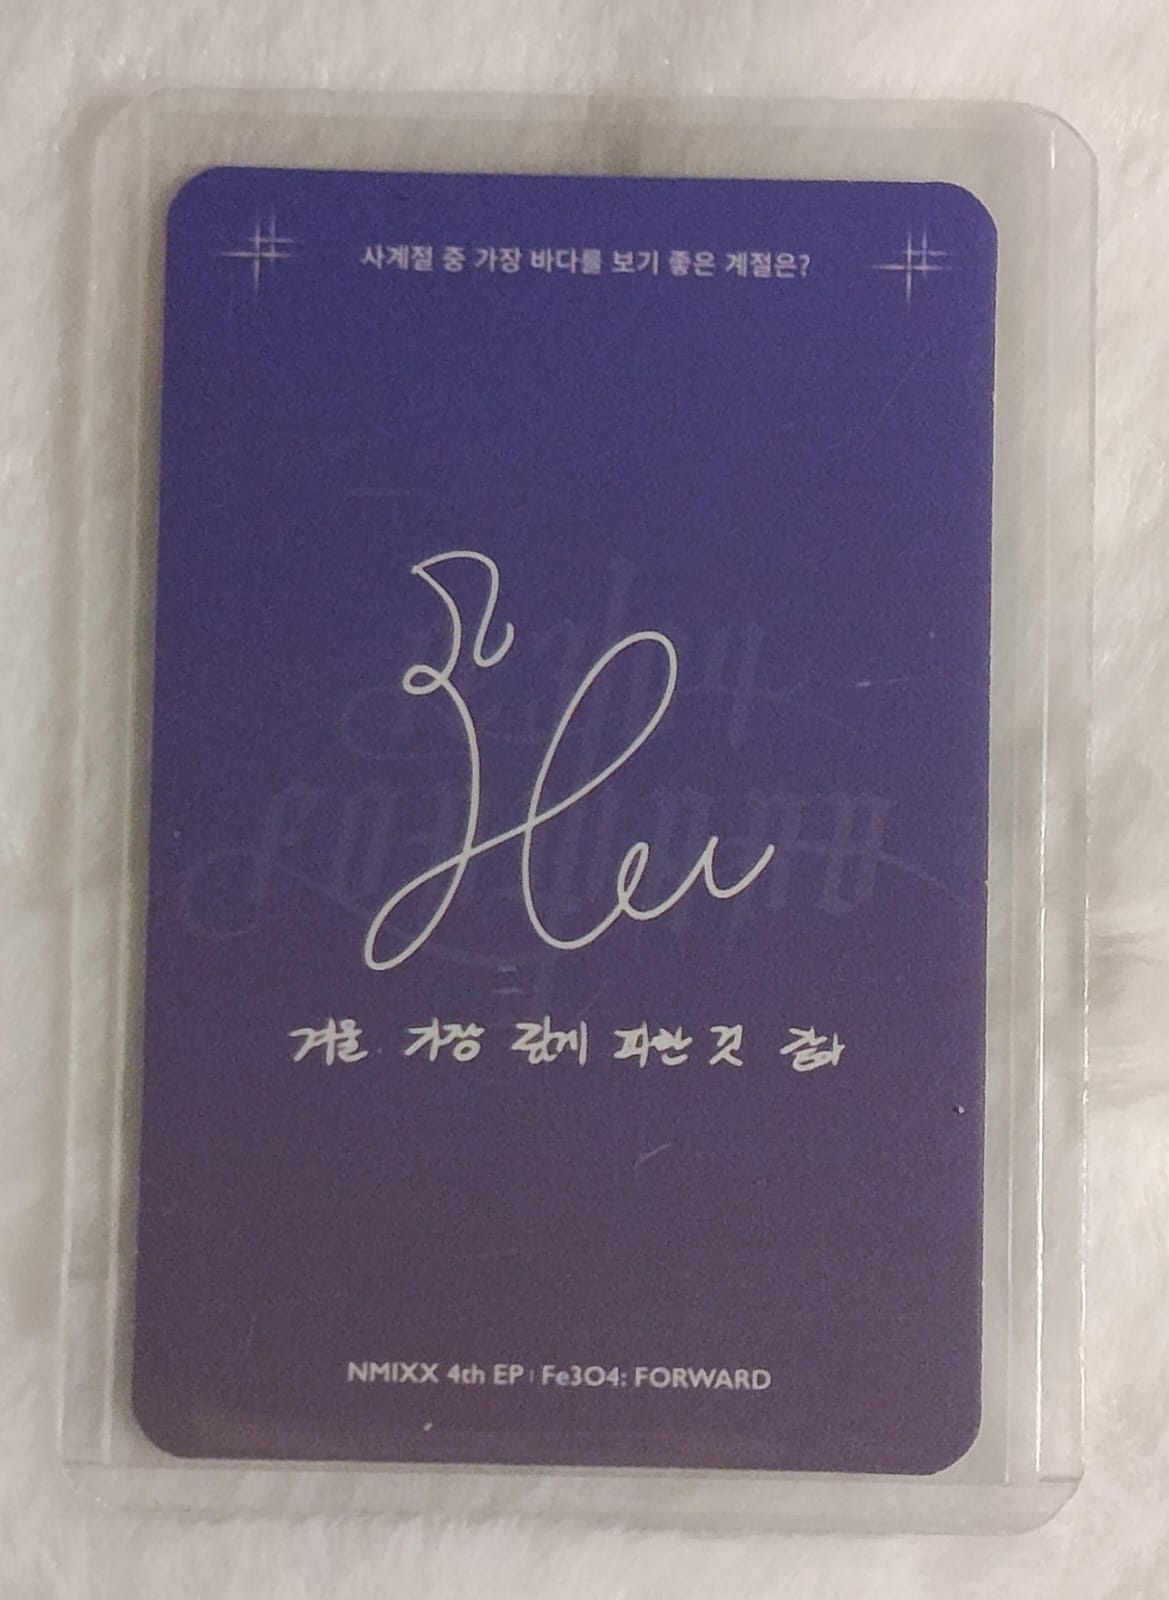 사계절 중 가장 바다를 보기 좋은 계절은?
겨울. 가장 짙게 파란 것 같아
NMIXX 4th EP | Fe3O4: FORWARD